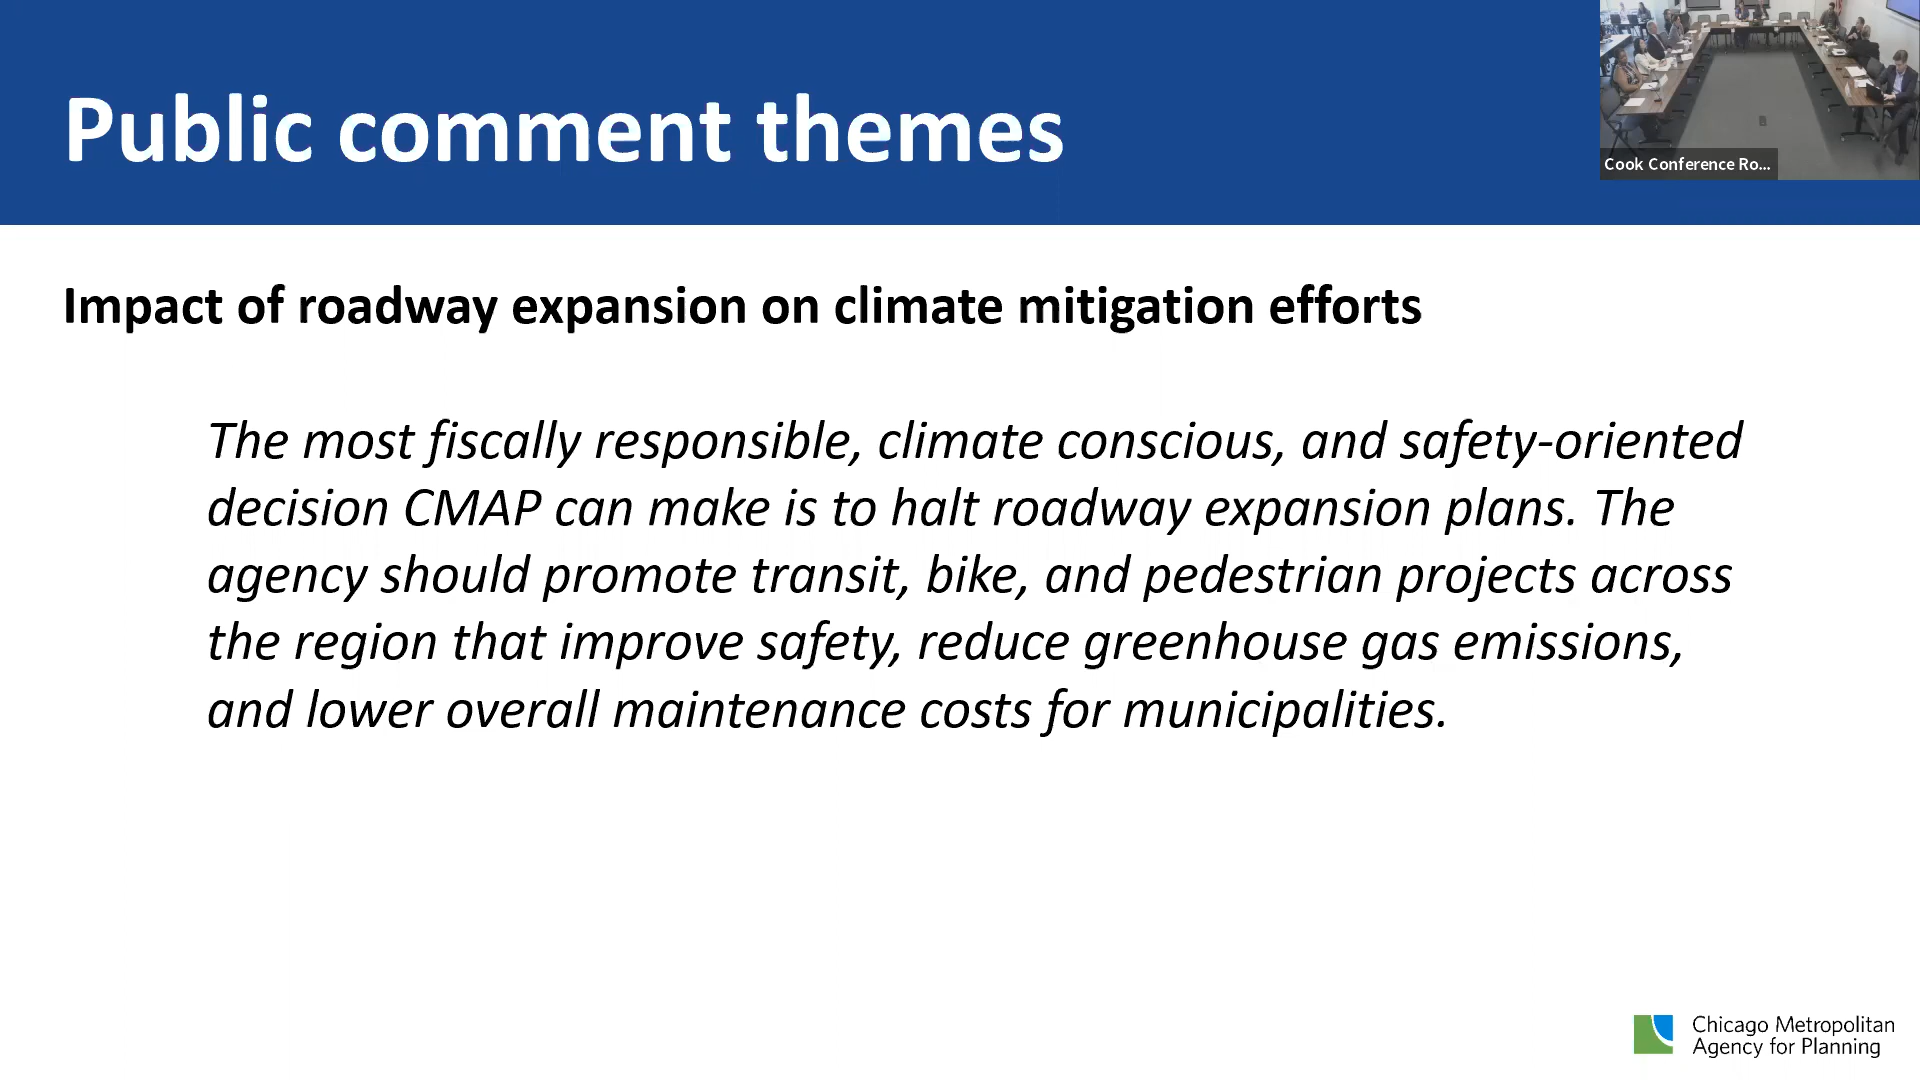 Public comment themes
Cook Conference Ro...
Impact of roadway expansion on climate mitigation efforts
The most fiscally responsible, climate conscious, and safety-oriented
decision CMAP can make is to halt roadway expansion plans. The
agency should promote transit, bike, and pedestrian projects across
the region that improve safety, reduce greenhouse gas emissions,
and lower overall maintenance costs for municipalities.
Chicago Metropolitan
Agency for Planning